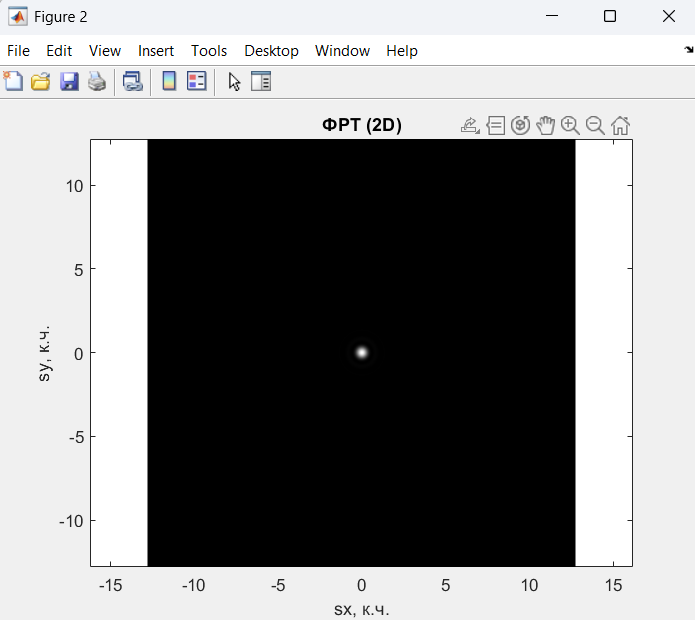 Figure 2
File Edit View Insert Tools Desktop Window Help
ФРТ (2D)
10
5
0
-5
-10
sy, к.ч.
-15 -10 -5 0 5 10 15
sx, к.ч.